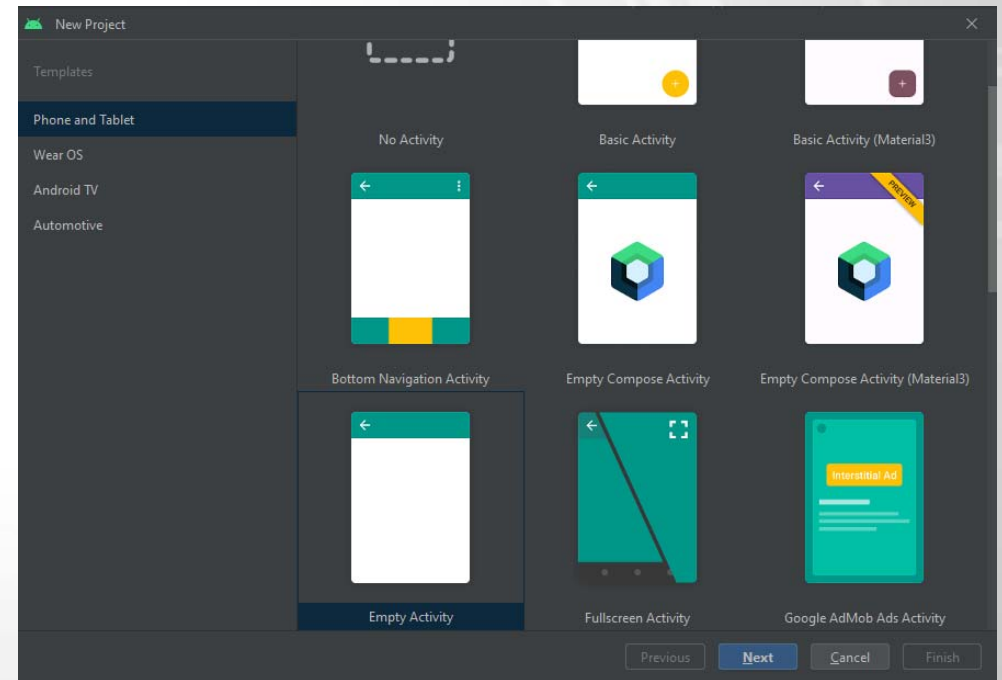 New Project
Templates
Phone and Tablet
Wear OS
Android TV
Automotive
No Activity
Basic Activity
Basic Activity (Material3)
PREVIEW
Bottom Navigation Activity
Empty Compose Activity
Empty Compose Activity (Material3)
Interstitial Ad
Empty Activity
Fullscreen Activity
Google AdMob Ads Activity
Previous
Next
Cancel
Finish